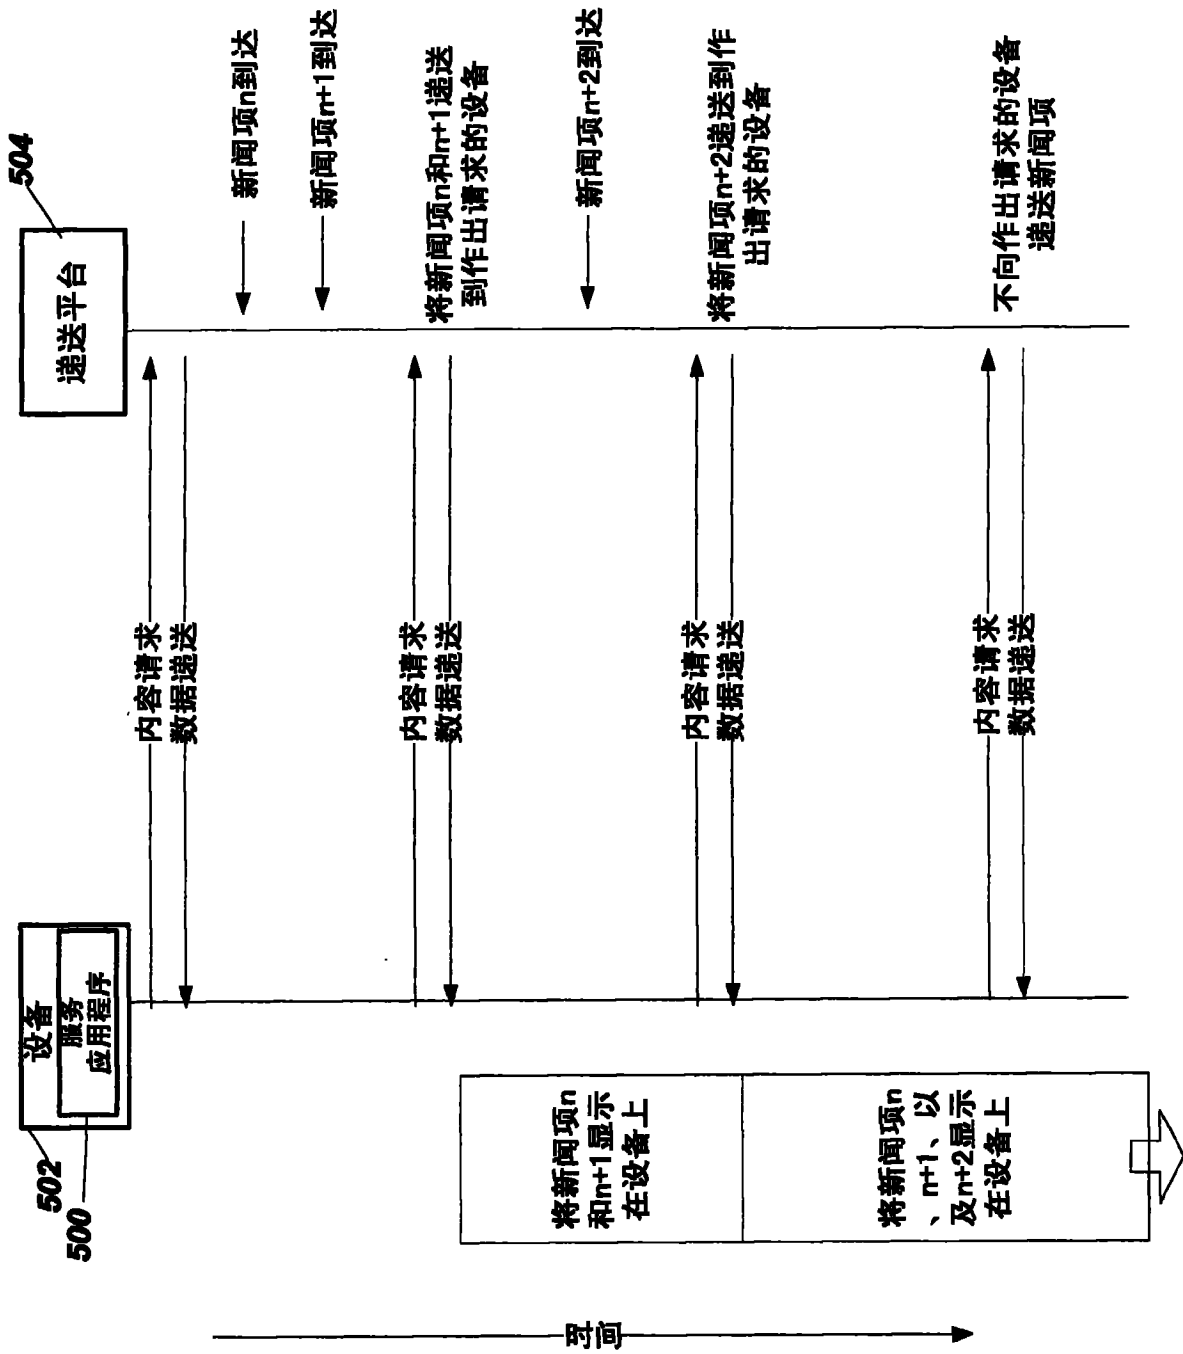 504
递送平台
新闻项n到达
新闻项n+1到达
将新闻项n和n+1递送
到作出请求的设备
新闻项n+2到达
将新闻项n+2递送到作
出请求的设备
不向作出请求的设备
递送新闻项
内容请求
数据递送
内容请求
数据递送
内容请求
数据递送
内容请求
数据递送
设备
服务
应用程序
502
500
将新闻项n
和n+1显示
在设备上
将新闻项n
、n+1、以
及n+2显示
在设备上
时间